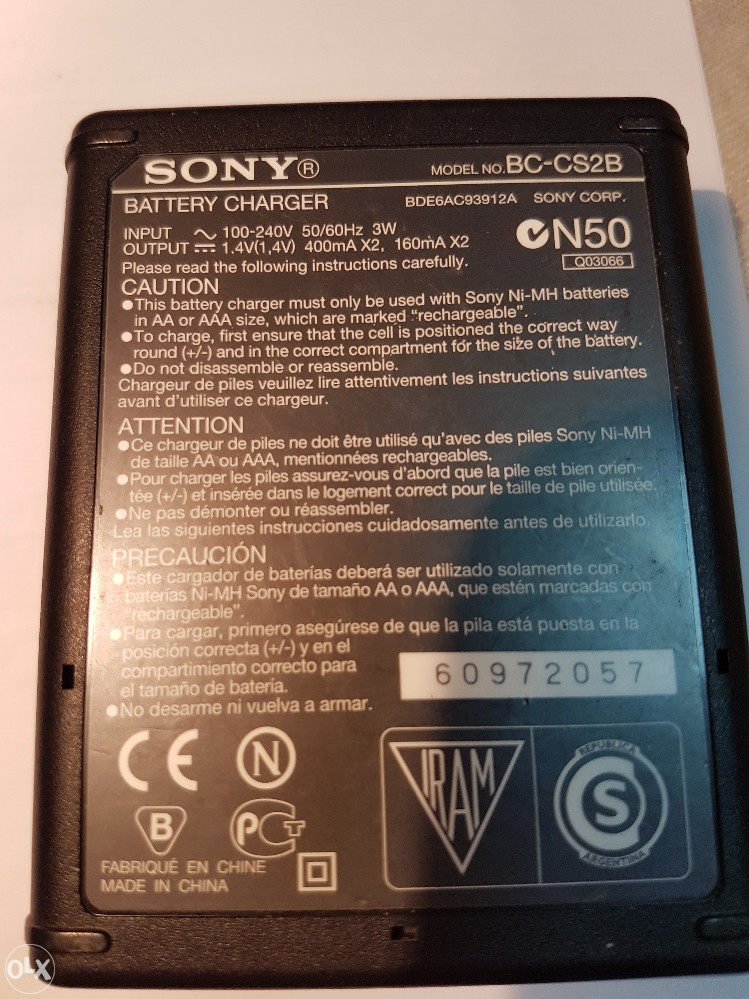 SONY®
MODEL NO. BC-CS2B
BATTERY CHARGER
BDE6AC93912A SONY CORP.
INPUT ~ 100-240V 50/60Hz 3W
OUTPUT ⎓ 1.4V(1,4V) 400mA X2, 160mA X2
N50
Q03066
Please read the following instructions carefully.
CAUTION
●This battery charger must only be used with Sony Ni-MH batteries
in AA or AAA size, which are marked "rechargeable".
●To charge, first ensure that the cell is positioned the correct way
round (+/-) and in the correct compartment for the size of the battery.
●Do not disassemble or reassemble.
Chargeur de piles veuillez lire attentivement les instructions suivantes
avant d'utiliser ce chargeur.
ATTENTION
●Ce chargeur de piles ne doit être utilisé qu'avec des piles Sony Ni-MH
de taille AA ou AAA, mentionnées rechargeables.
●Pour charger les piles assurez-vous d'abord que la pile est bien orien-
tée (+/-) et insérée dans le logement correct pour le taille de pile utilisée.
●Ne pas démonter ou réassembler.
Lea las siguientes instrucciones cuidadosamente antes de utilizarlo.
PRECAUCIÓN
●Este cargador de baterías deberá ser utilizado solamente con
baterías Ni-MH Sony de tamaño AA o AAA, que estén marcadas con
"rechargeable".
●Para cargar, primero asegúrese de que la pila está puesta en la
posición correcta (+/-) y en el
compartimiento correcto para
el tamaño de batería.
●No desarme ni vuelva a armar.
60972057
CE N
IRAM
REPUBLICA
S
ARGENTINA
B PCT
FABRIQUÉ EN CHINE
MADE IN CHINA
OLX